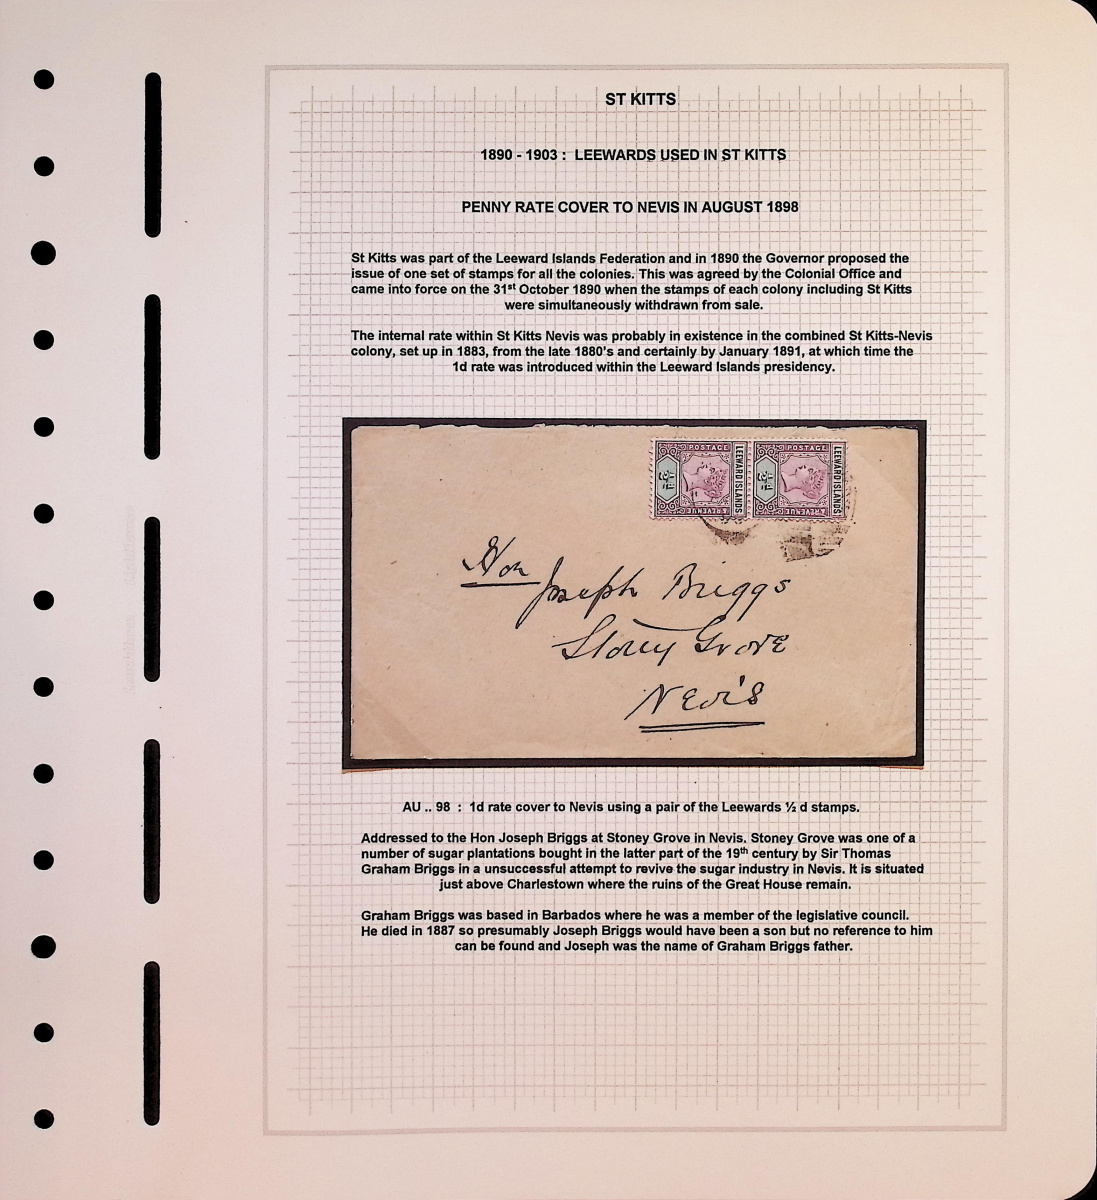 ST KITTS
1890 - 1903 : LEEWARDS USED IN ST KITTS
PENNY RATE COVER TO NEVIS IN AUGUST 1898
St Kitts was part of the Leeward Islands Federation and in 1890 the Governor proposed the
issue of one set of stamps for all the colonies. This was agreed by the Colonial Office and
came into force on the 31st October 1890 when the stamps of each colony including St Kitts
were simultaneously withdrawn from sale.
The internal rate within St Kitts Nevis was probably in existence in the combined St Kitts-Nevis
colony, set up in 1883, from the late 1880's and certainly by January 1891, at which time the
1d rate was introduced within the Leeward Islands presidency.
POSTAGE
LEEWARD ISLANDS
& REVENUE
POSTAGE
LEEWARD ISLANDS
& REVENUE
Hon Joseph Briggs
Stoney Grove
Nevis
AU .. 98 : 1d rate cover to Nevis using a pair of the Leewards ½ d stamps.
Addressed to the Hon Joseph Briggs at Stoney Grove in Nevis. Stoney Grove was one of a
number of sugar plantations bought in the latter part of the 19th century by Sir Thomas
Graham Briggs in a unsuccessful attempt to revive the sugar industry in Nevis. It is situated
just above Charlestown where the ruins of the Great House remain.
Graham Briggs was based in Barbados where he was a member of the legislative council.
He died in 1887 so presumably Joseph Briggs would have been a son but no reference to him
can be found and Joseph was the name of Graham Briggs father.